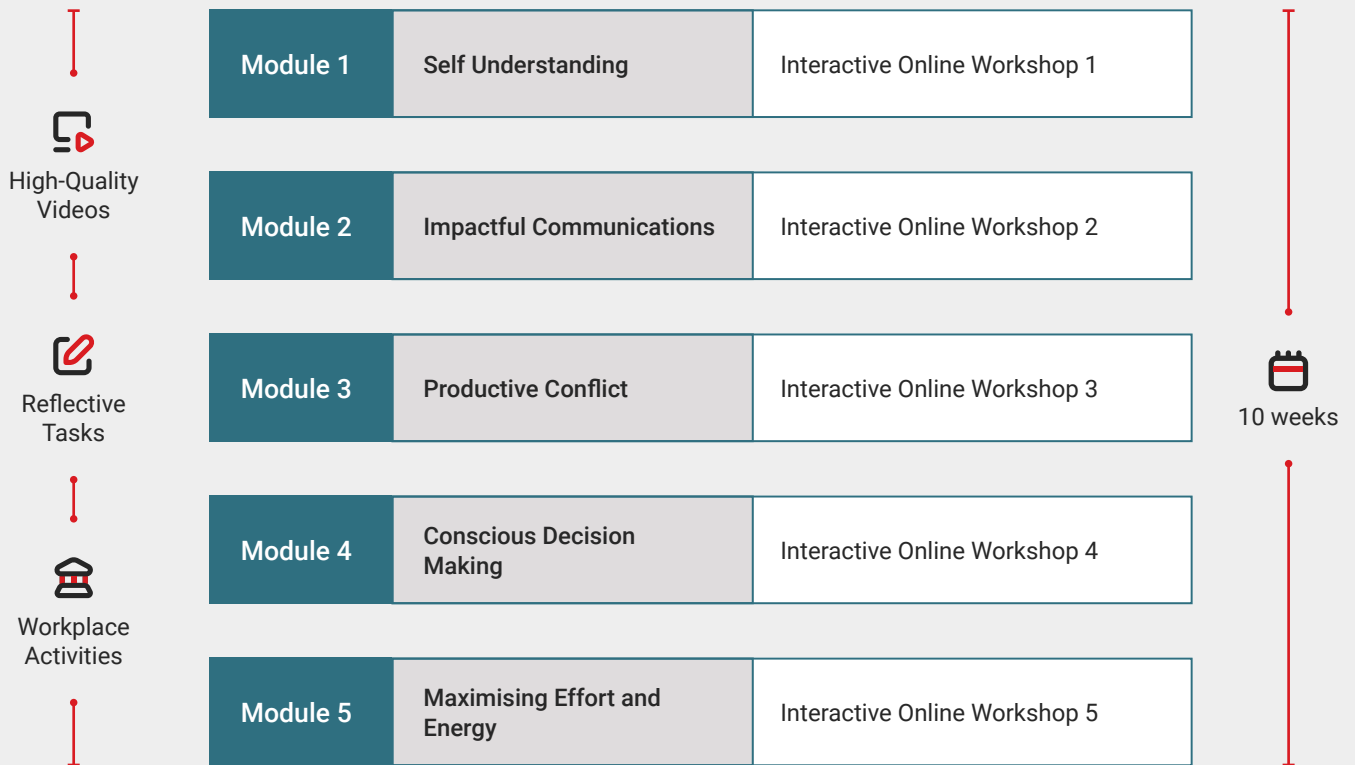 Module 1
Self Understanding
Interactive Online Workshop 1
High-Quality
Videos
Module 2
Impactful Communications
Interactive Online Workshop 2
Reflective
Tasks
Module 3
Productive Conflict
Interactive Online Workshop 3
10 weeks
Module 4
Conscious Decision
Making
Interactive Online Workshop 4
Workplace
Activities
Module 5
Maximising Effort and
Energy
Interactive Online Workshop 5